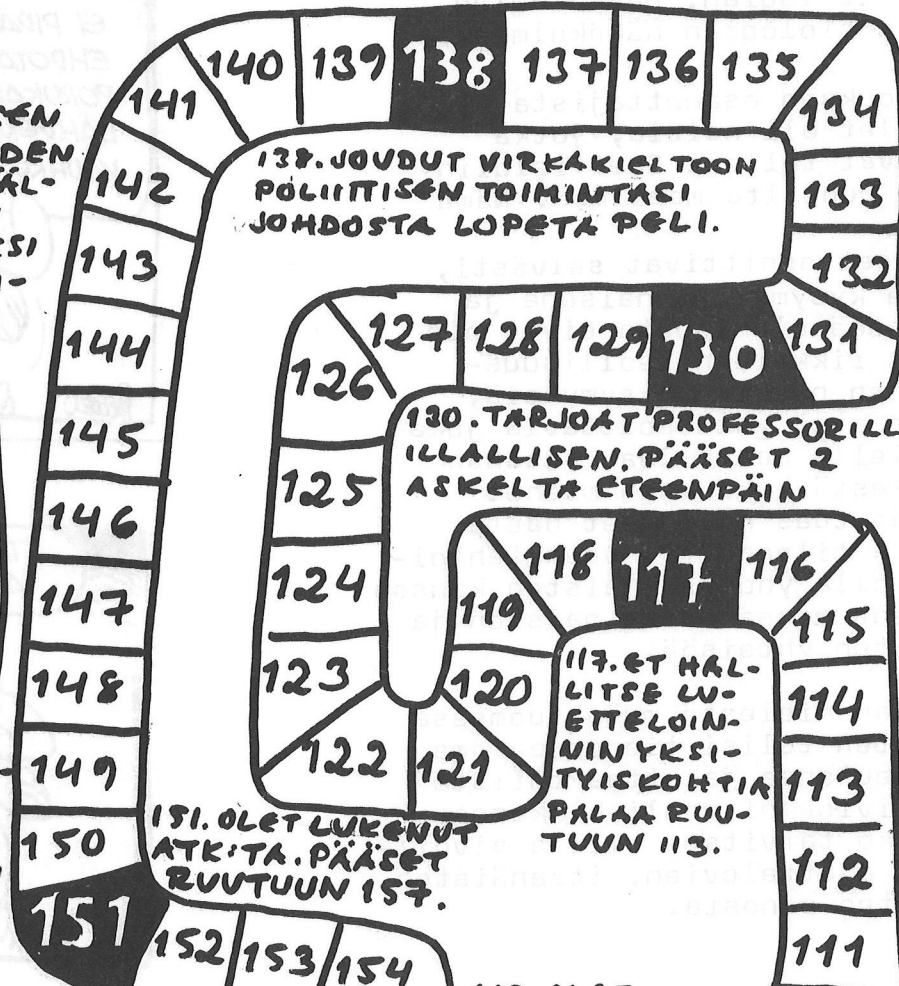 140 139 138 137 136 135
141 134
142 133
143 132
144 131
145
146
147
148
149
150
151
152 153 154
138. JOUDUT VIRKAKIELTOON
POLIITTISEN TOIMINTASI
JOHDOSTA LOPETA PELI.
127 128 129 130
126
125
124
123
122 121
130. TARJOAT PROFESSORILL
ILLALLISEN. PÄÄSET 2
ASKELTA ETEENPÄIN
118 117 116
119 115
120 114
113
112
111
117. ET HAL-
LITSE LU-
ETTELOIN-
NIN YKSI-
TYISKOHTIA
PALAA RUU-
TUUN 113.
151. OLET LUKENUT
ATK:TA. PÄÄSET
RUUTUUN 157.
SEN
DEN
ÄL-